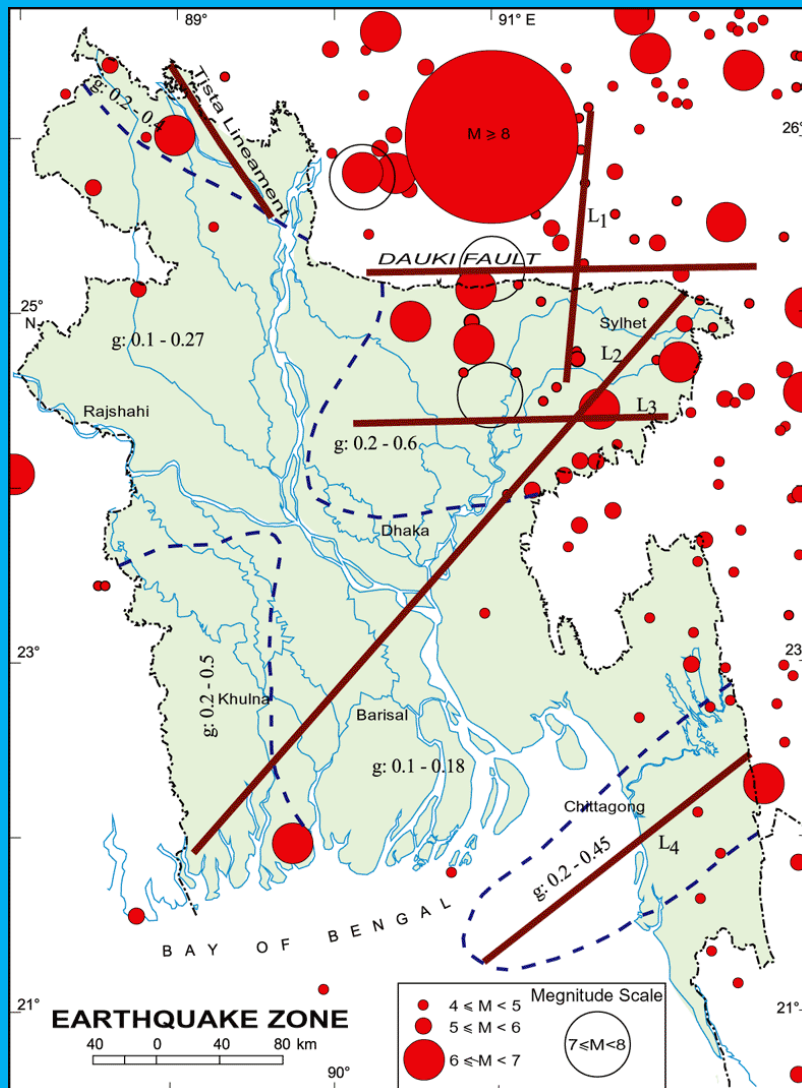 89°
91° E
Tista Lineament
g: 0.2-0.4
M ≥ 8
26°
L1
DAUKI FAULT
25°
N
Sylhet
g: 0.1 - 0.27
L2
Rajshahi
L3
g: 0.2 - 0.6
Dhaka
23°
23
g: 0.2 - 0.5
Khulna
Barisal
g: 0.1 - 0.18
Chittagong
L4
g: 0.2 - 0.45
BAY OF BENGAL
21°
EARTHQUAKE ZONE
40 0 40 80 km
90°
Megnitude Scale
4 ⩽ M < 5
5 ⩽ M < 6
6 ⩽ M < 7
7⩽M<8